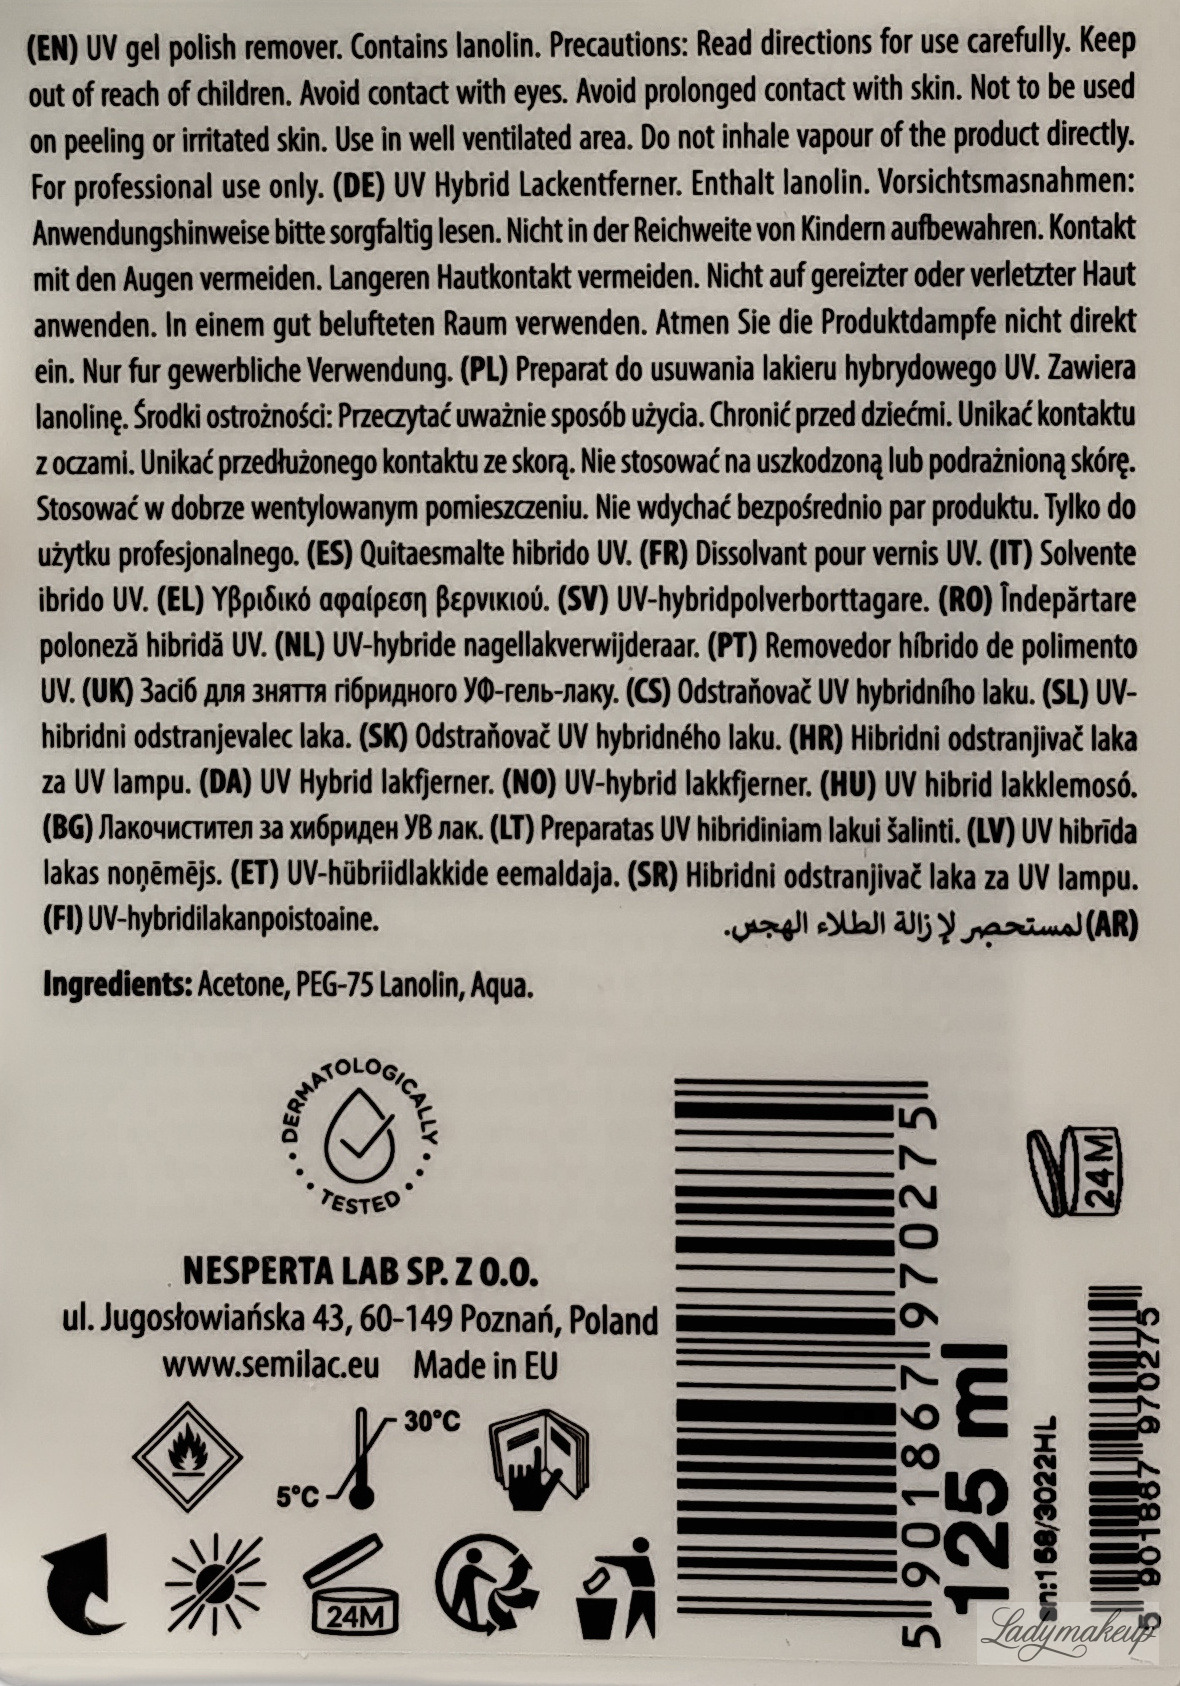 (EN) UV gel polish remover. Contains lanolin. Precautions: Read directions for use carefully. Keep
out of reach of children. Avoid contact with eyes. Avoid prolonged contact with skin. Not to be used
on peeling or irritated skin. Use in well ventilated area. Do not inhale vapour of the product directly.
For professional use only. (DE) UV Hybrid Lackentferner. Enthalt lanolin. Vorsichtsmasnahmen:
Anwendungshinweise bitte sorgfaltig lesen. Nicht in der Reichweite von Kindern aufbewahren. Kontakt
mit den Augen vermeiden. Langeren Hautkontakt vermeiden. Nicht auf gereizter oder verletzter Haut
anwenden. In einem gut belufteten Raum verwenden. Atmen Sie die Produktdampfe nicht direkt
ein. Nur fur gewerbliche Verwendung. (PL) Preparat do usuwania lakieru hybrydowego UV. Zawiera
lanolinę. Środki ostrożności: Przeczytać uważnie sposób użycia. Chronić przed dziećmi. Unikać kontaktu
z oczami. Unikać przedłużonego kontaktu ze skorą. Nie stosować na uszkodzoną lub podrażnioną skórę.
Stosować w dobrze wentylowanym pomieszczeniu. Nie wdychać bezpośrednio par produktu. Tylko do
użytku profesjonalnego. (ES) Quitaesmalte hibrido UV. (FR) Dissolvant pour vernis UV. (IT) Solvente
ibrido UV. (EL) Υβριδικό αφαίρεση βερνικιού. (SV) UV-hybridpolverborttagare. (RO) Îndepărtare
poloneză hibridă UV. (NL) UV-hybride nagellakverwijderaar. (PT) Removedor híbrido de polimento
UV. (UK) Засіб для зняття гібридного УФ-гель-лаку. (CS) Odstraňovač UV hybridního laku. (SL) UV-
hibridni odstranjevalec laka. (SK) Odstraňovač UV hybridného laku. (HR) Hibridni odstranjivač laka
za UV lampu. (DA) UV Hybrid lakfjerner. (NO) UV-hybrid lakkfjerner. (HU) UV hibrid lakklemosó.
(BG) Лакочистител за хибриден УВ лак. (LT) Preparatas UV hibridiniam lakui šalinti. (LV) UV hibrīda
lakas noņēmējs. (ET) UV-hübriidlakkide eemaldaja. (SR) Hibridni odstranjivač laka za UV lampu.
(FI) UV-hybridilakanpoistoaine. (AR) لمستحضر لإزالة الطلاء الهجين.
Ingredients: Acetone, PEG-75 Lanolin, Aqua.
DERMATOLOGICALLY
TESTED
NESPERTA LAB SP. Z O.O.
ul. Jugosłowiańska 43, 60-149 Poznań, Poland
www.semilac.eu Made in EU
30°C
5°C
24M
5 901867 970275
125 ml
24M
sn:158/3022HL
5 901867 970275
Ladymakeup